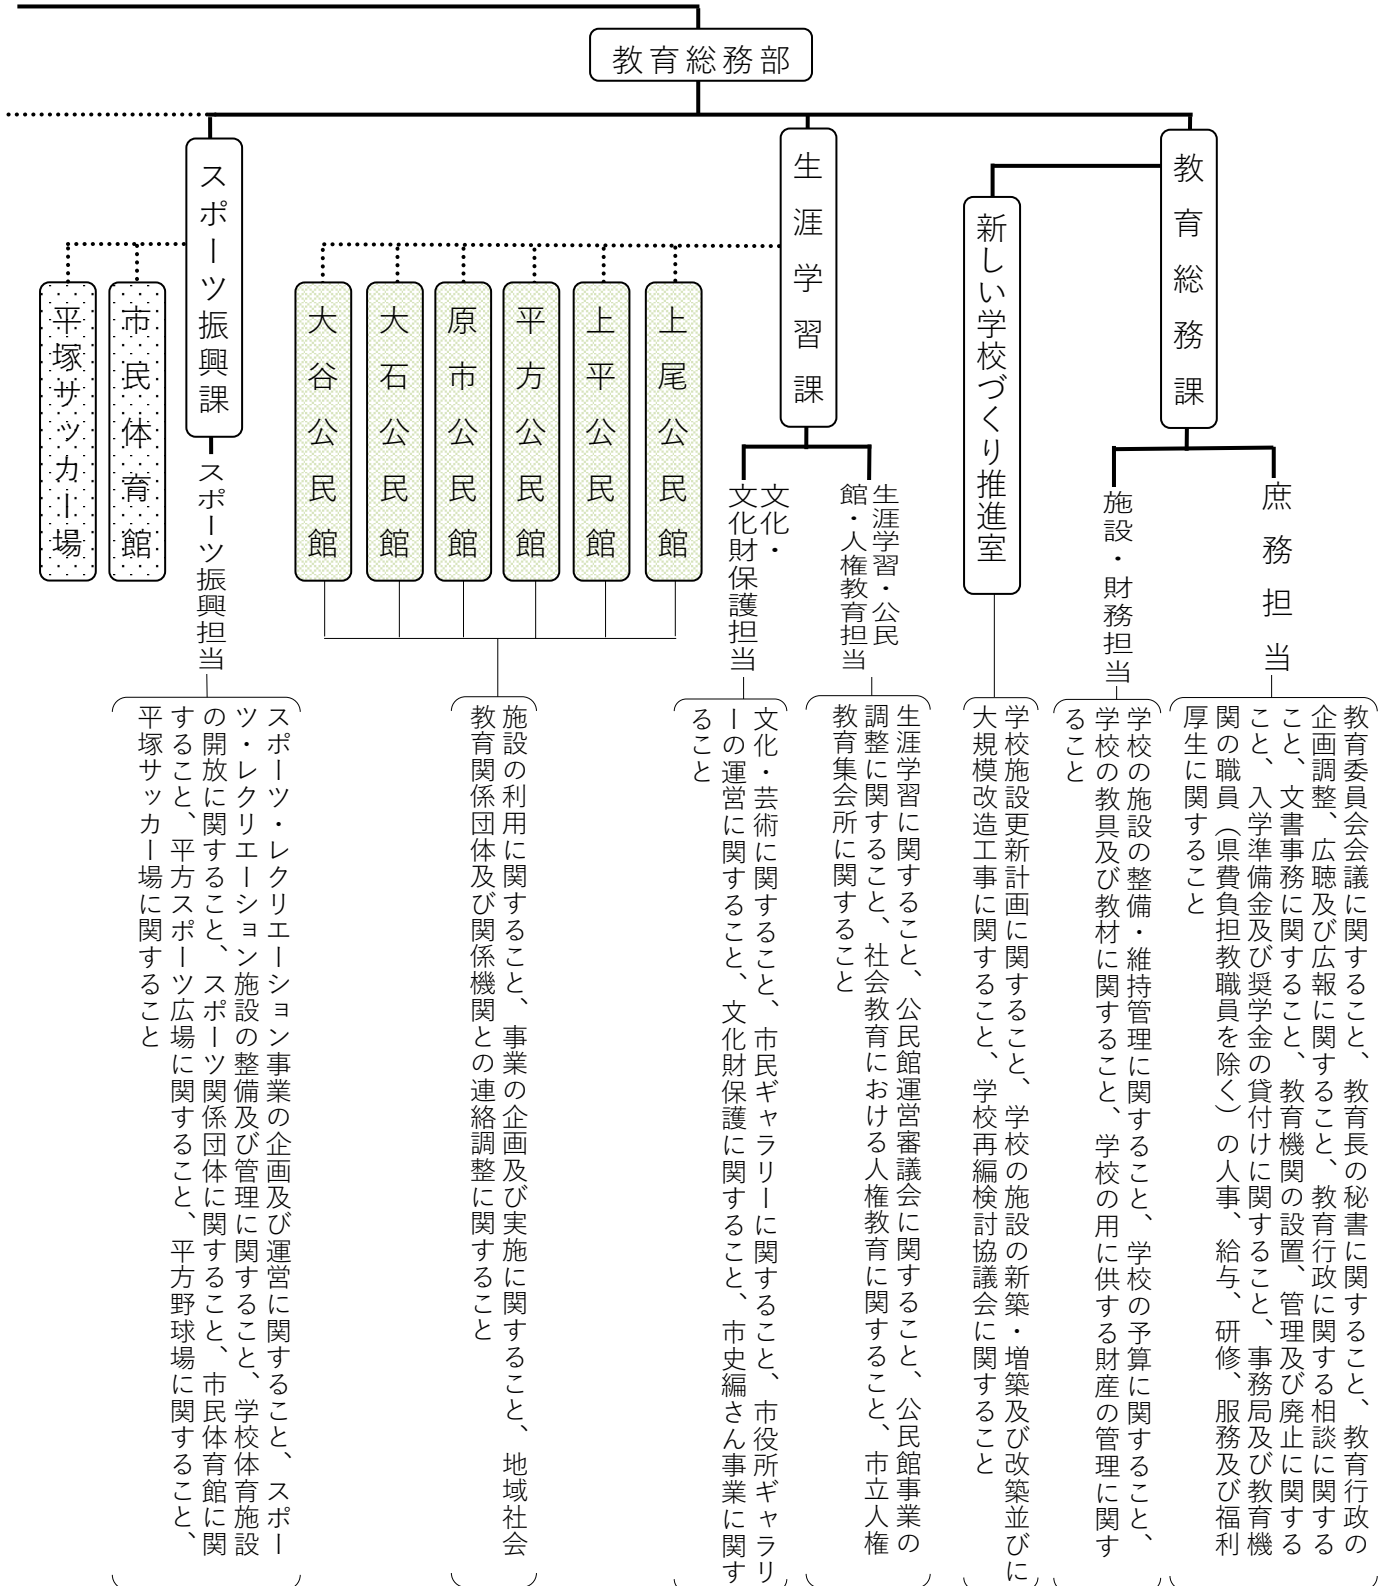 教育総務部
教育総務課
新しい学校づくり推進室
生涯学習課
スポーツ振興課
上尾公民館
上平公民館
平方公民館
原市公民館
大石公民館
大谷公民館
市民体育館
平塚サッカー場
庶務担当
施設・財務担当
生涯学習・公民
館・人権教育担当
文化・
文化財保護担当
スポーツ振興担当
教育委員会会議に関すること、教育長の秘書に関すること、教育行政の
企画調整、広聴及び広報に関すること、教育行政に関する相談に関する
こと、文書事務に関すること、教育機関の設置、管理及び廃止に関する
こと、入学準備金及び奨学金の貸付けに関すること、事務局及び教育機
関の職員（県費負担教職員を除く）の人事、給与、研修、服務及び福利
厚生に関すること
学校の施設の整備・維持管理に関すること、学校の予算に関すること、
学校の教具及び教材に関すること、学校の用に供する財産の管理に関す
ること
学校施設更新計画に関すること、学校の施設の新築・増築及び改築並びに
大規模改造工事に関すること、学校再編検討協議会に関すること
生涯学習に関すること、公民館運営審議会に関すること、公民館事業の
調整に関すること、社会教育における人権教育に関すること、市立人権
教育集会所に関すること
文化・芸術に関すること、市民ギャラリーに関すること、市役所ギャラリ
ーの運営に関すること、文化財保護に関すること、市史編さん事業に関す
ること
施設の利用に関すること、事業の企画及び実施に関すること、地域社会
教育関係団体及び関係機関との連絡調整に関すること
スポーツ・レクリエーション事業の企画及び運営に関すること、スポー
ツ・レクリエーション施設の整備及び管理に関すること、学校体育施設
の開放に関すること、スポーツ関係団体に関すること、市民体育館に関
すること、平方スポーツ広場に関すること、平方野球場に関すること、
平塚サッカー場に関すること